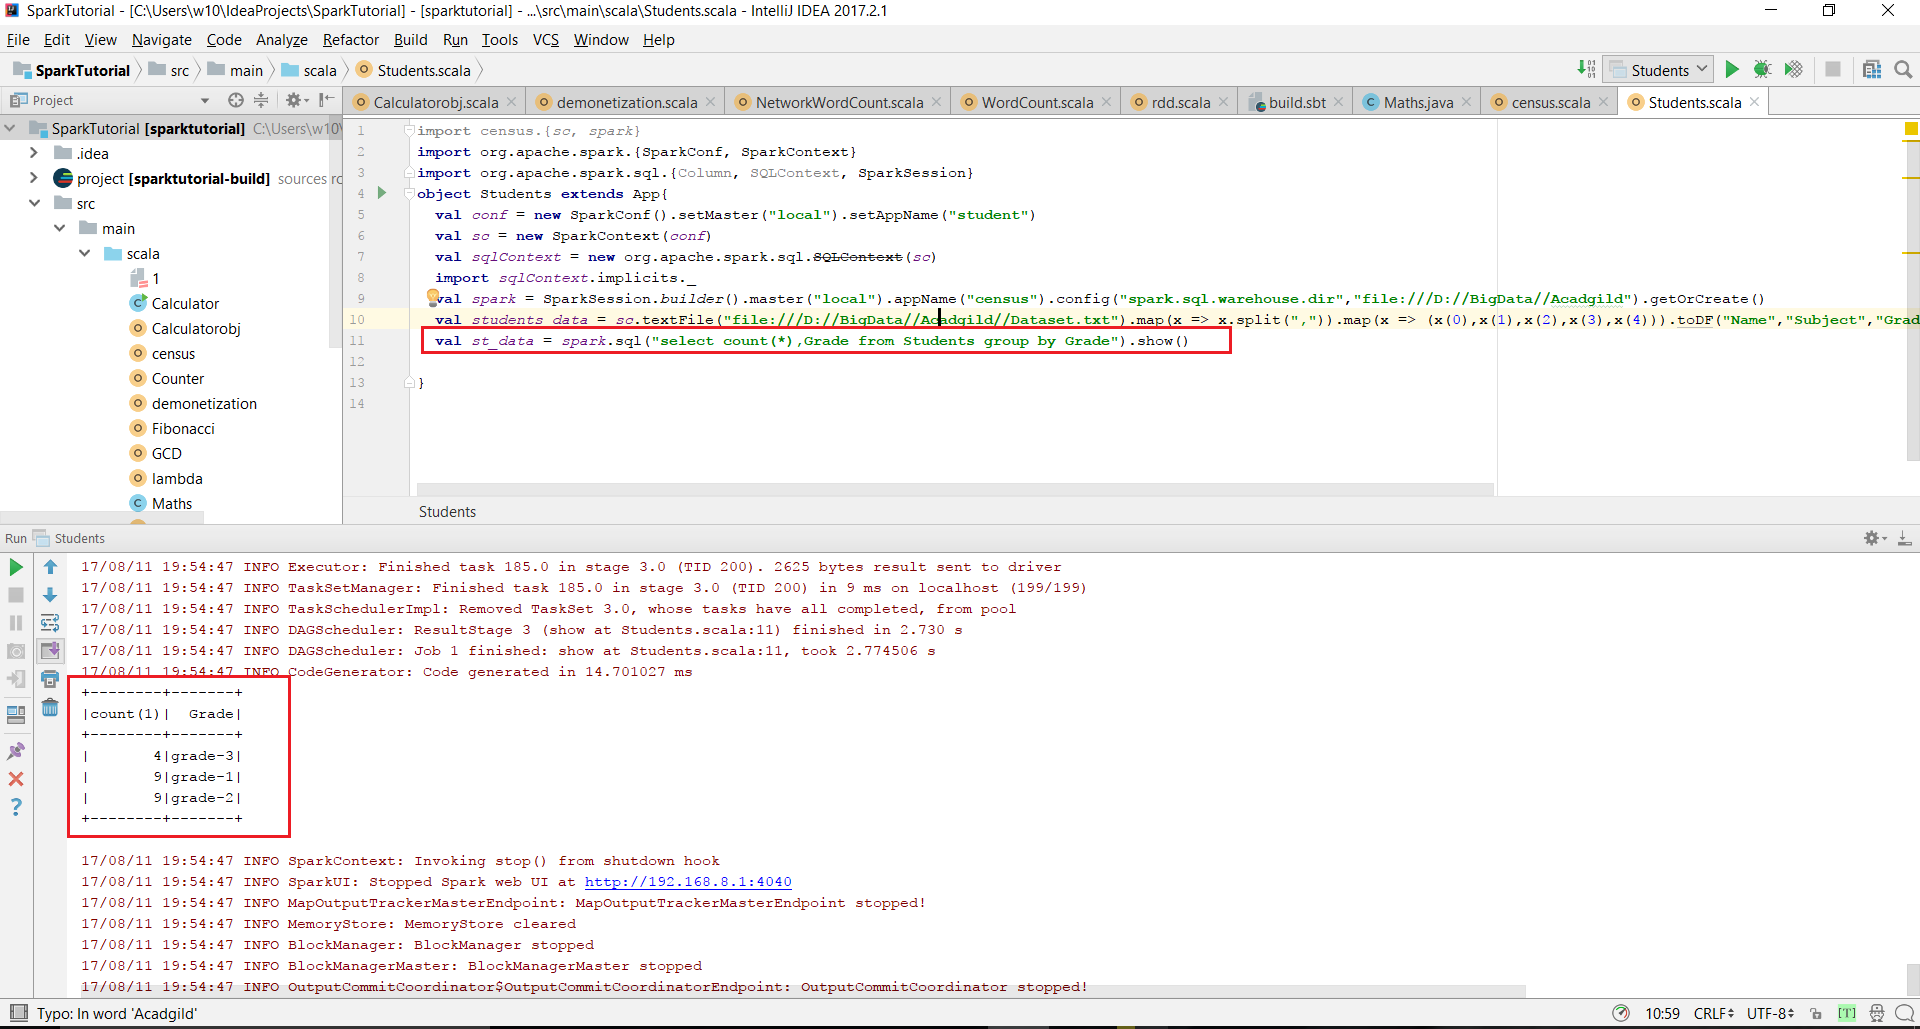 SparkTutorial - [C:\Users\w10\IdeaProjects\SparkTutorial] - [sparktutorial] - ...\src\main\scala\Students.scala - IntelliJ IDEA 2017.2.1
File Edit View Navigate Code Analyze Refactor Build Run Tools VCS Window Help
SparkTutorial src main scala Students.scala
Students
Project
Calculatorobj.scala demonetization.scala NetworkWordCount.scala WordCount.scala rdd.scala build.sbt Maths.java census.scala Students.scala
SparkTutorial [sparktutorial] C:\Users\w10\
.idea
project [sparktutorial-build] sources ro
src
main
scala
1
Calculator
Calculatorobj
census
Counter
demonetization
Fibonacci
GCD
lambda
Maths
1 import census.{sc, spark}
2 import org.apache.spark.{SparkConf, SparkContext}
3 import org.apache.spark.sql.{Column, SQLContext, SparkSession}
4 object Students extends App{
5 val conf = new SparkConf().setMaster("local").setAppName("student")
6 val sc = new SparkContext(conf)
7 val sqlContext = new org.apache.spark.sql.SQLContext(sc)
8 import sqlContext.implicits._
9 val spark = SparkSession.builder().master("local").appName("census").config("spark.sql.warehouse.dir","file:///D://BigData//Acadgild").getOrCreate()
10 val students_data = sc.textFile("file:///D://BigData//Acadgild//Dataset.txt").map(x => x.split(",")).map(x => (x(0),x(1),x(2),x(3),x(4))).toDF("Name","Subject","Grad
11 val st_data = spark.sql("select count(*),Grade from Students group by Grade").show()
12
13 }
14
Students
Run Students
17/08/11 19:54:47 INFO Executor: Finished task 185.0 in stage 3.0 (TID 200). 2625 bytes result sent to driver
17/08/11 19:54:47 INFO TaskSetManager: Finished task 185.0 in stage 3.0 (TID 200) in 9 ms on localhost (199/199)
17/08/11 19:54:47 INFO TaskSchedulerImpl: Removed TaskSet 3.0, whose tasks have all completed, from pool
17/08/11 19:54:47 INFO DAGScheduler: ResultStage 3 (show at Students.scala:11) finished in 2.730 s
17/08/11 19:54:47 INFO DAGScheduler: Job 1 finished: show at Students.scala:11, took 2.774506 s
17/08/11 19:54:47 INFO CodeGenerator: Code generated in 14.701027 ms
+--------+-------+
|count(1)|  Grade|
+--------+-------+
|       4|grade-3|
|       9|grade-1|
|       9|grade-2|
+--------+-------+
17/08/11 19:54:47 INFO SparkContext: Invoking stop() from shutdown hook
17/08/11 19:54:47 INFO SparkUI: Stopped Spark web UI at http://192.168.8.1:4040
17/08/11 19:54:47 INFO MapOutputTrackerMasterEndpoint: MapOutputTrackerMasterEndpoint stopped!
17/08/11 19:54:47 INFO MemoryStore: MemoryStore cleared
17/08/11 19:54:47 INFO BlockManager: BlockManager stopped
17/08/11 19:54:47 INFO BlockManagerMaster: BlockManagerMaster stopped
17/08/11 19:54:47 INFO OutputCommitCoordinator$OutputCommitCoordinatorEndpoint: OutputCommitCoordinator stopped!
Typo: In word 'Acadgild'
10:59 CRLF UTF-8 [T]